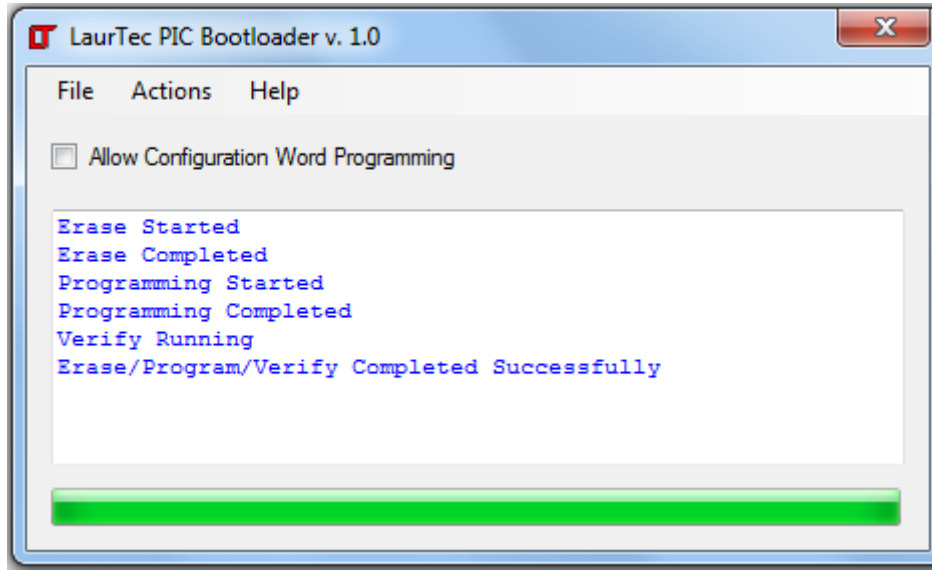 LaurTec PIC Bootloader v. 1.0
File Actions Help
Allow Configuration Word Programming
Erase Started
Erase Completed
Programming Started
Programming Completed
Verify Running
Erase/Program/Verify Completed Successfully